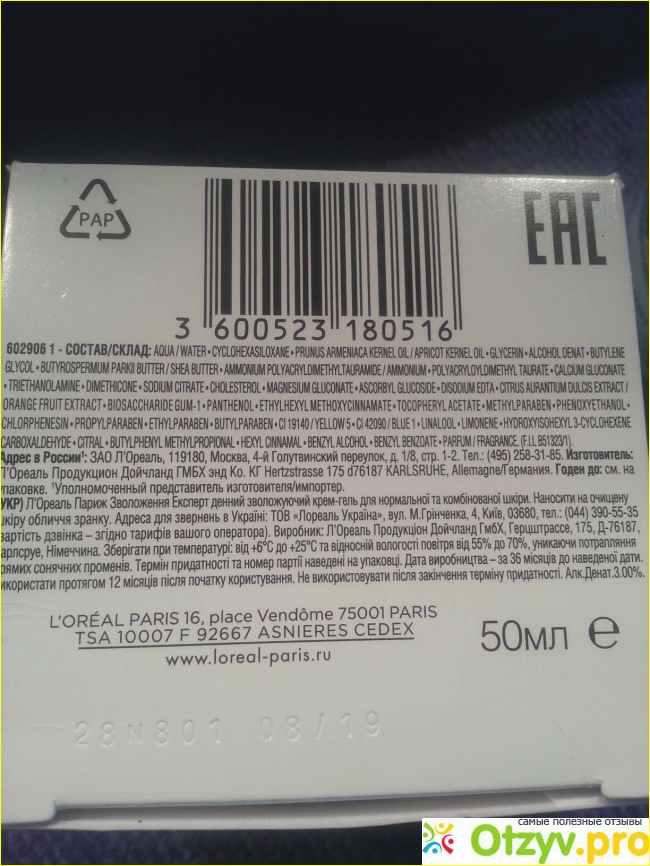 PAP
EAC
3 600523 180516
602906 1 - СОСТАВ/СКЛАД: AQUA / WATER • CYCLOHEXASILOXANE • PRUNUS ARMENIACA KERNEL OIL / APRICOT KERNEL OIL • GLYCERIN • ALCOHOL DENAT • BUTYLENE
GLYCOL • BUTYROSPERMUM PARKII BUTTER / SHEA BUTTER • AMMONIUM POLYACRYLDIMETHYLTAURAMIDE / AMMONIUM POLYACRYLOYLDIMETHYL TAURATE • CALCIUM GLUCONATE
• TRIETHANOLAMINE • DIMETHICONE • SODIUM CITRATE • CHOLESTEROL • MAGNESIUM GLUCONATE • ASCORBYL GLUCOSIDE • DISODIUM EDTA • CITRUS AURANTIUM DULCIS EXTRACT /
ORANGE FRUIT EXTRACT • BIOSACCHARIDE GUM-1 • PANTHENOL • ETHYLHEXYL METHOXYCINNAMATE • TOCOPHERYL ACETATE • METHYLPARABEN • PHENOXYETHANOL •
CHLORPHENESIN • PROPYLPARABEN • ETHYLPARABEN • BUTYLPARABEN • CI 19140 / YELLOW 5 • CI 42090 / BLUE 1 • LINALOOL • LIMONENE • HYDROXYISOHEXYL 3-CYCLOHEXENE
CARBOXALDEHYDE • CITRAL • BUTYLPHENYL METHYLPROPIONAL • HEXYL CINNAMAL • BENZYL ALCOHOL • BENZYL BENZOATE • PARFUM / FRAGRANCE. (F.I.L. B51323/1).
Адрес в России¹: ЗАО Л'Ореаль, 119180, Москва, 4-й Голутвинский переулок, д. 1/8, стр. 1-2. Тел.: (495) 258-31-85. Изготовитель:
Л'Ореаль Продукцион Дойчланд ГМБХ энд Ко. КГ Hertzstrasse 175 d76187 KARLSRUHE, Allemagne/Германия. Годен до: см. на
упаковке. ¹Уполномоченный представитель изготовителя/импортер.
(УКР) Л'Ореаль Париж Зволоження Експерт денний зволожуючий крем-гель для нормальної та комбінованої шкіри. Наносити на очищену
шкіру обличчя зранку. Адреса для звернень в Україні: ТОВ «Лореаль Україна», вул. М.Грінченка, 4, Київ, 03680, тел.: (044) 390-55-35
(вартість дзвінка – згідно тарифів вашого оператора). Виробник: Л'Ореаль Продукціон Дойчланд ГмбХ, Герцштрассе, 175, Д-76187,
Карлсруе, Німеччина. Зберігати при температурі: від +6°С до +25°С та відносній вологості повітря від 55% до 70%, уникаючи потрапляння
прямих сонячних променів. Термін придатності та номер партії наведені на упаковці. Дата виробництва – за 36 місяців до наведеної дати.
Використати протягом 12 місяців після початку користування. Не використовувати після закінчення терміну придатності. Алк.Денат.3.00%.
L'ORÉAL PARIS 16, place Vendôme 75001 PARIS
TSA 10007 F 92667 ASNIERES CEDEX
www.loreal-paris.ru
50мл e
28N801 08/19
самые полезные отзывы
Otzyv.pro